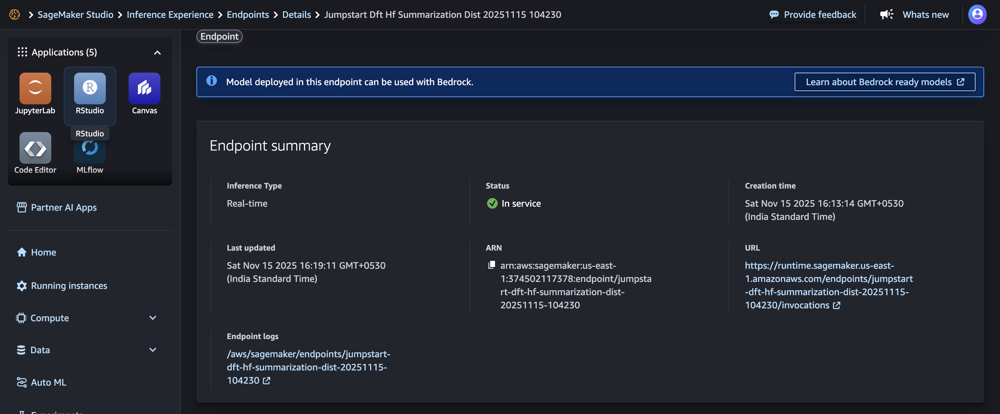 SageMaker Studio > Inference Experience > Endpoints > Details > Jumpstart Dft Hf Summarization Dist 20251115 104230
Provide feedback
Whats new
Applications (5)
JupyterLab
RStudio
Canvas
RStudio
Code Editor
MLflow
Partner AI Apps
Home
Running instances
Compute
Data
Auto ML
Experiments
Endpoint
Model deployed in this endpoint can be used with Bedrock.
Learn about Bedrock ready models
Endpoint summary
Inference Type
Real-time
Status
In service
Creation time
Sat Nov 15 2025 16:13:14 GMT+0530
(India Standard Time)
Last updated
Sat Nov 15 2025 16:19:11 GMT+0530
(India Standard Time)
ARN
arn:aws:sagemaker:us-east-
1:374502117378:endpoint/jumpsta
rt-dft-hf-summarization-dist-
20251115-104230
URL
https://runtime.sagemaker.us-east-
1.amazonaws.com/endpoints/jumpstart
-dft-hf-summarization-dist-20251115-
104230/invocations
Endpoint logs
/aws/sagemaker/endpoints/jumpstart-
dft-hf-summarization-dist-20251115-
104230